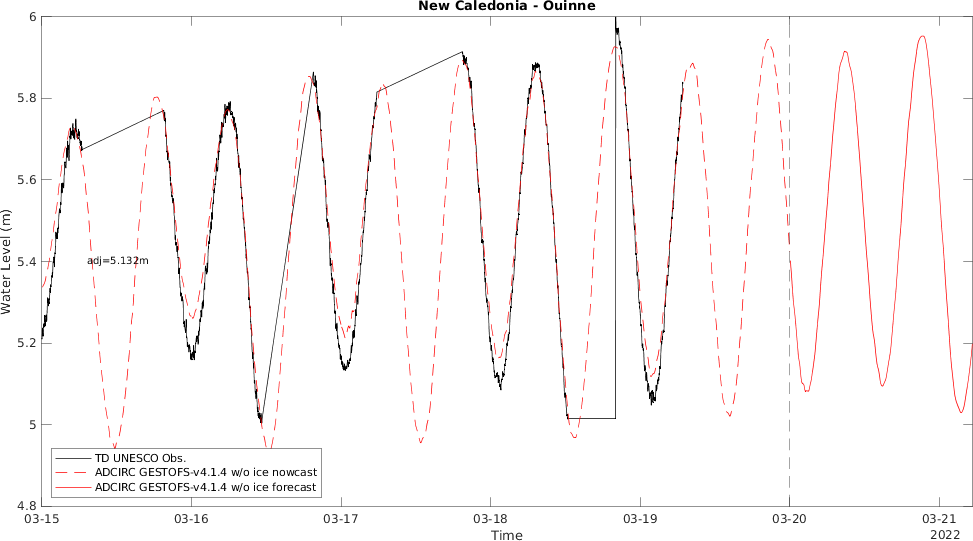 New Caledonia - Ouinne
6
5.8
5.6
5.4
5.2
5
4.8
Water Level (m)
adj=5.132m
TD UNESCO Obs.
ADCIRC GESTOFS-v4.1.4 w/o ice nowcast
ADCIRC GESTOFS-v4.1.4 w/o ice forecast
03-15 03-16 03-17 03-18 03-19 03-20 03-21
Time
2022